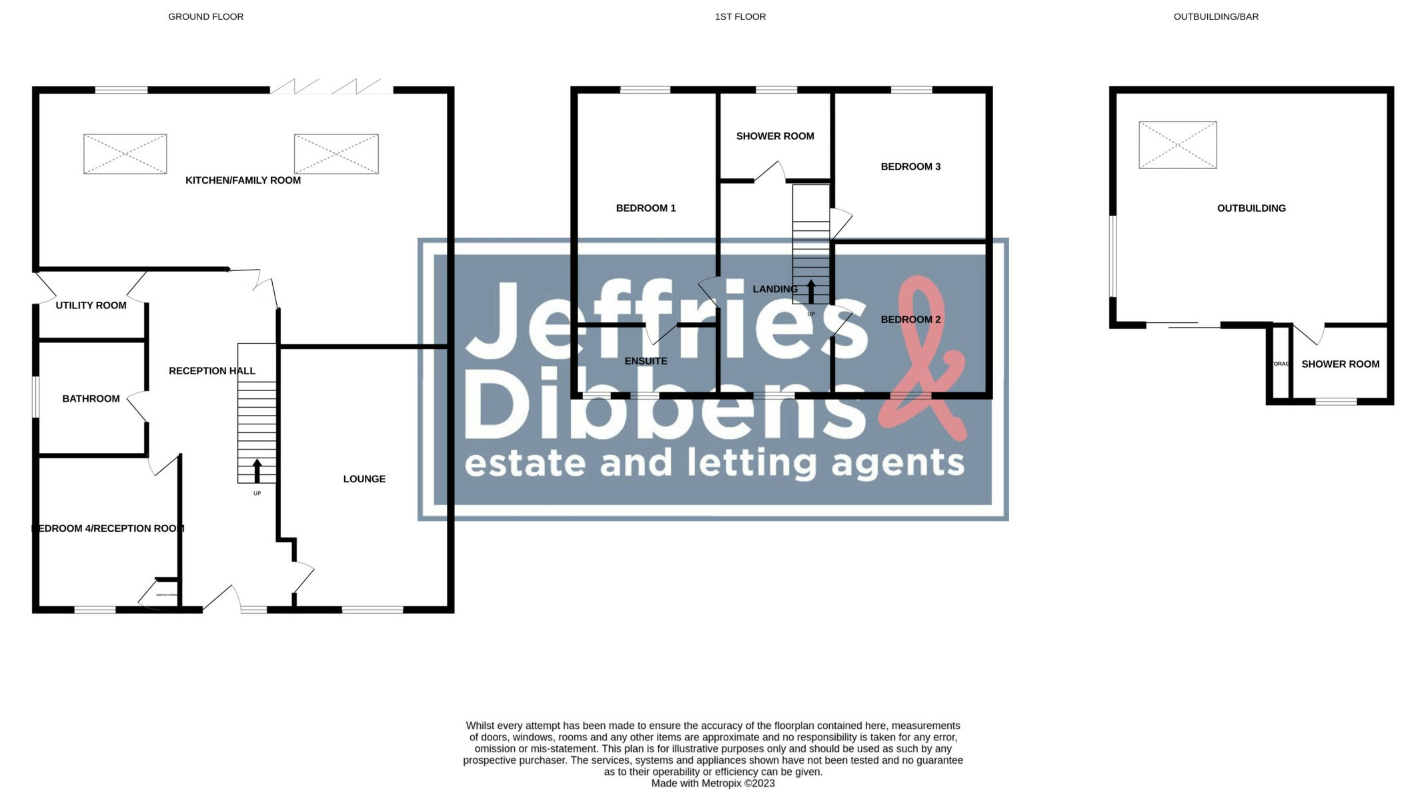 GROUND FLOOR
1ST FLOOR
OUTBUILDING/BAR
KITCHEN/FAMILY ROOM
UTILITY ROOM
RECEPTION HALL
BATHROOM
LOUNGE
UP
BEDROOM 4/RECEPTION ROOM
SHOWER ROOM
BEDROOM 3
BEDROOM 1
LANDING
UP
BEDROOM 2
ENSUITE
OUTBUILDING
SHOWER ROOM
Jeffries &
Dibbens
estate and letting agents
Whilst every attempt has been made to ensure the accuracy of the floorplan contained here, measurements
of doors, windows, rooms and any other items are approximate and no responsibility is taken for any error,
omission or mis-statement. This plan is for illustrative purposes only and should be used as such by any
prospective purchaser. The services, systems and appliances shown have not been tested and no guarantee
as to their operability or efficiency can be given.
Made with Metropix ©2023